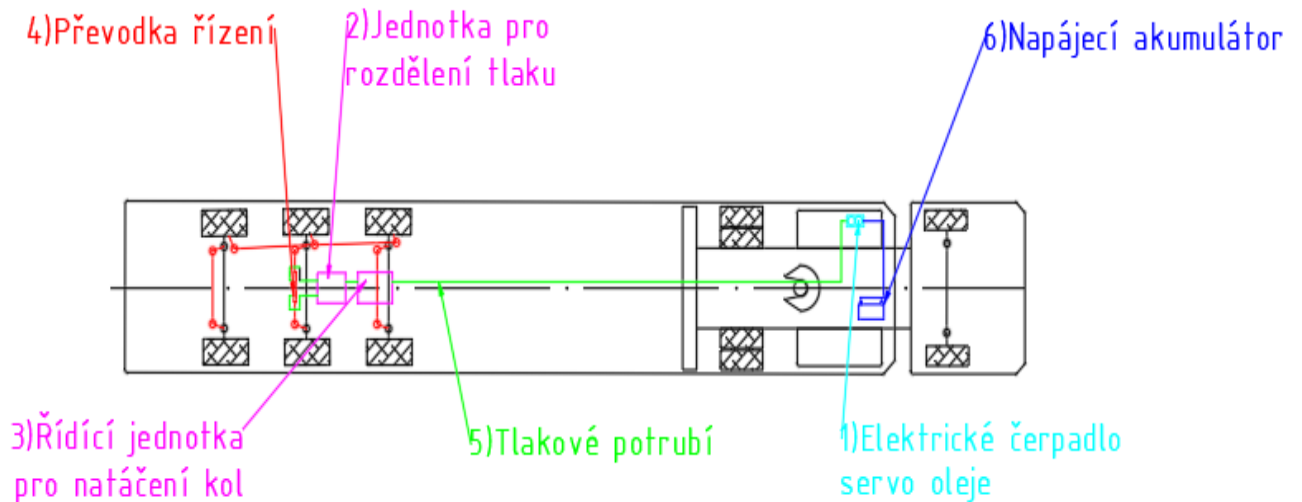 4)Převodka řízení
2)Jednotka pro
rozdělení tlaku
6)Napájecí akumulátor
3)Řídící jednotka
pro natáčení kol
5)Tlakové potrubí
1)Elektrické čerpadlo
servo oleje